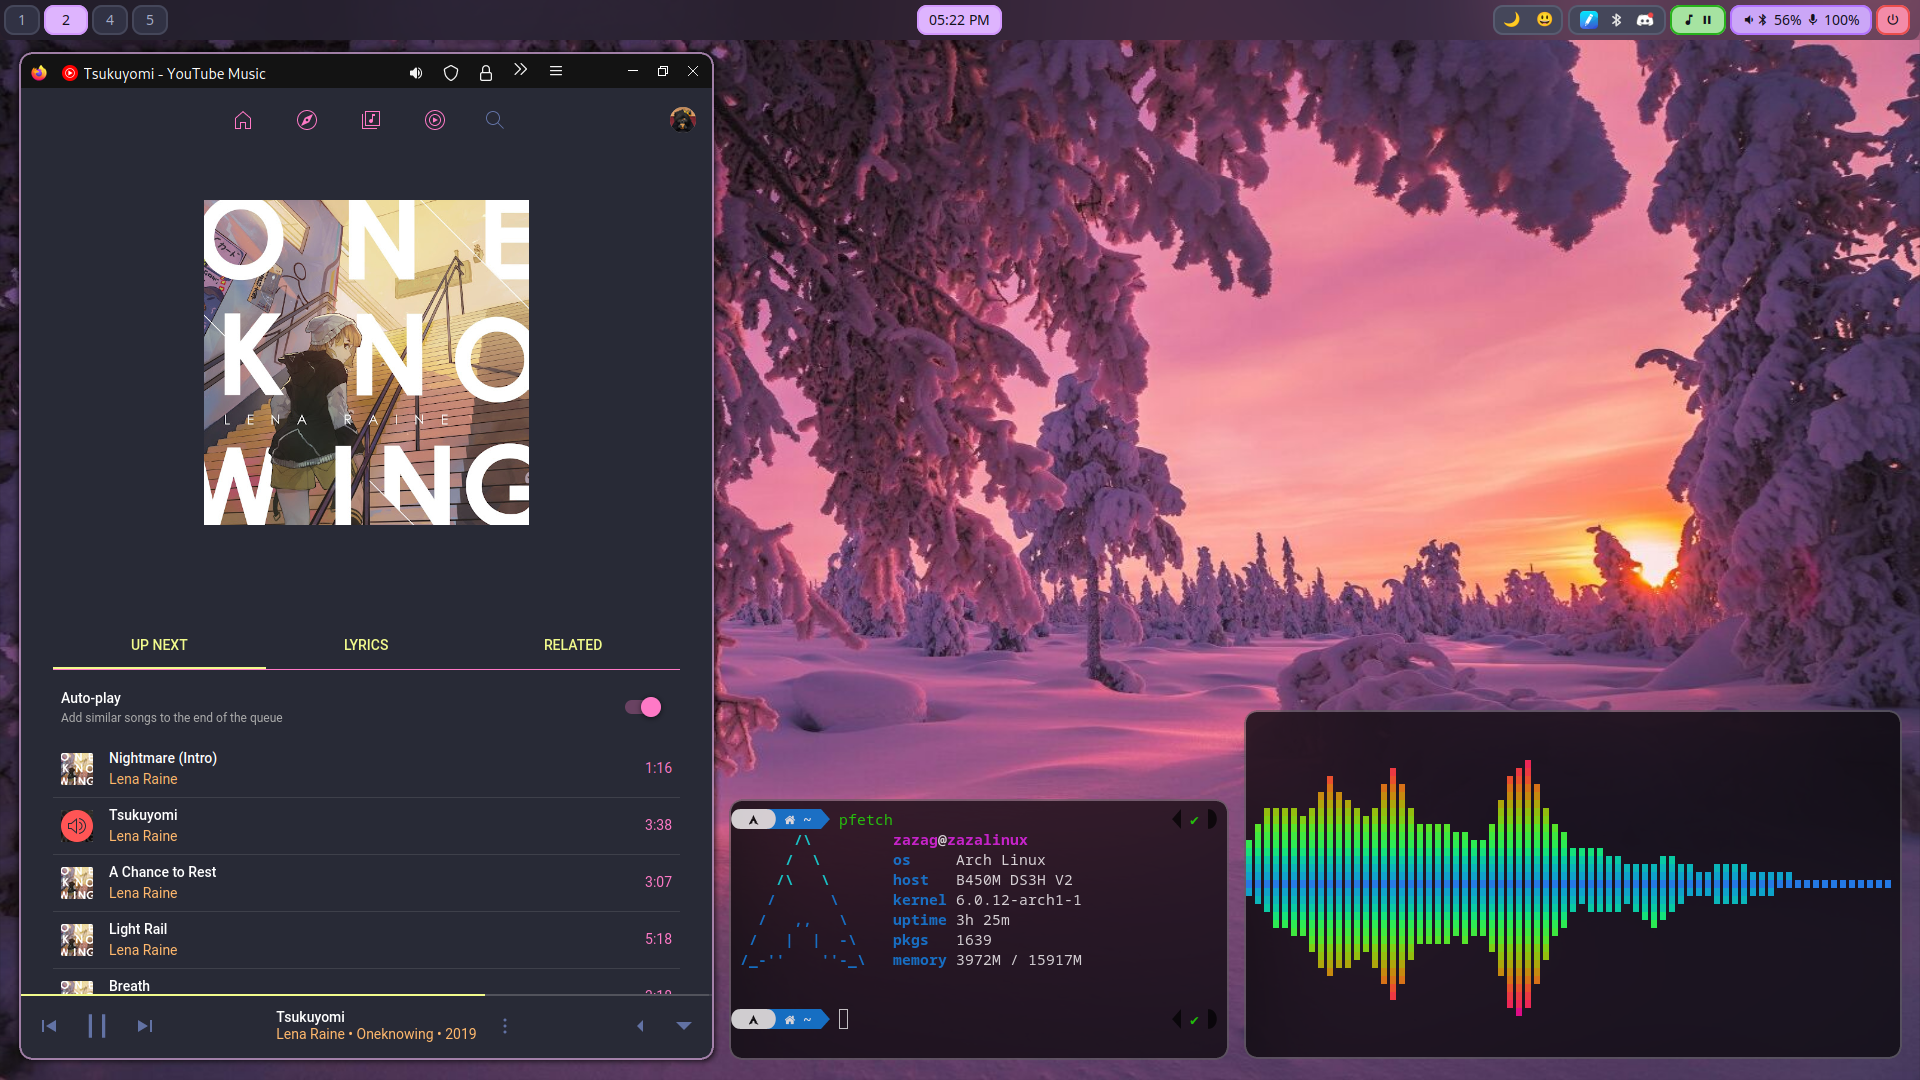 1 2 4 5
05:22 PM
56% 100%
Tsukuyomi - YouTube Music
ONE
KNO
LENA RAINE
WING
UP NEXT LYRICS RELATED
Auto-play
Add similar songs to the end of the queue
Nightmare (Intro)
Lena Raine
1:16
Tsukuyomi
Lena Raine
3:38
A Chance to Rest
Lena Raine
3:07
Light Rail
Lena Raine
5:18
Breath
Tsukuyomi
Lena Raine • Oneknowing • 2019
~ pfetch ✔
zazag@zazalinux
os Arch Linux
host B450M DS3H V2
kernel 6.0.12-arch1-1
uptime 3h 25m
pkgs 1639
memory 3972M / 15917M
~ ✔